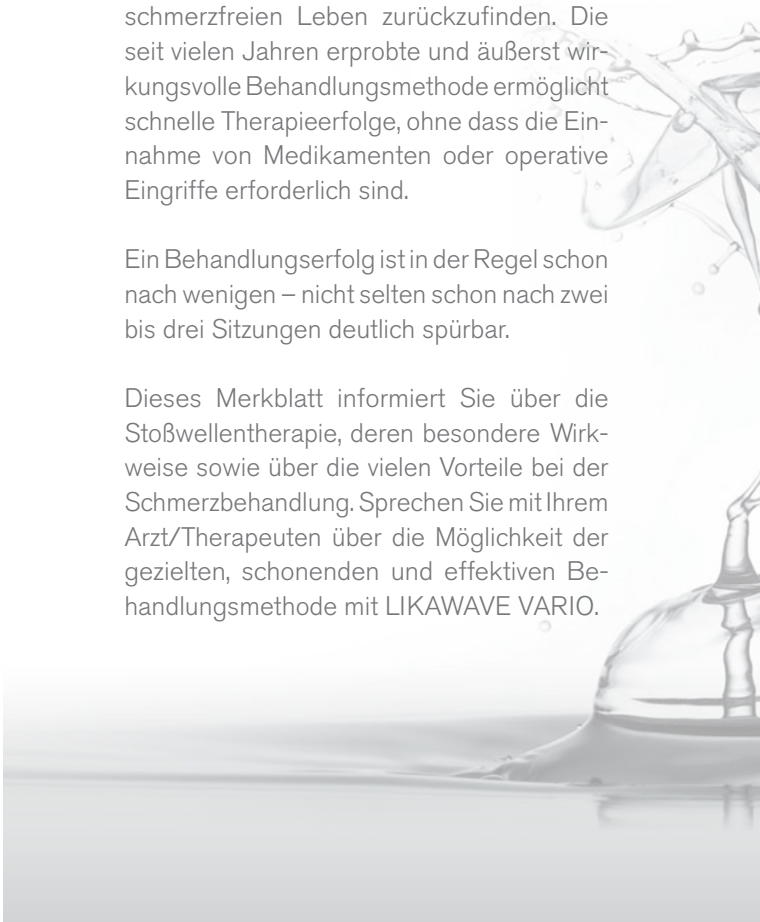 schmerzfreien Leben zurückzufinden. Die
seit vielen Jahren erprobte und äußerst wir-
kungsvolle Behandlungsmethode ermöglicht
schnelle Therapieerfolge, ohne dass die Ein-
nahme von Medikamenten oder operative
Eingriffe erforderlich sind.
Ein Behandlungserfolg ist in der Regel schon
nach wenigen – nicht selten schon nach zwei
bis drei Sitzungen deutlich spürbar.
Dieses Merkblatt informiert Sie über die
Stoßwellentherapie, deren besondere Wirk-
weise sowie über die vielen Vorteile bei der
Schmerzbehandlung. Sprechen Sie mit Ihrem
Arzt/Therapeuten über die Möglichkeit der
gezielten, schonenden und effektiven Be-
handlungsmethode mit LIKAWAVE VARIO.